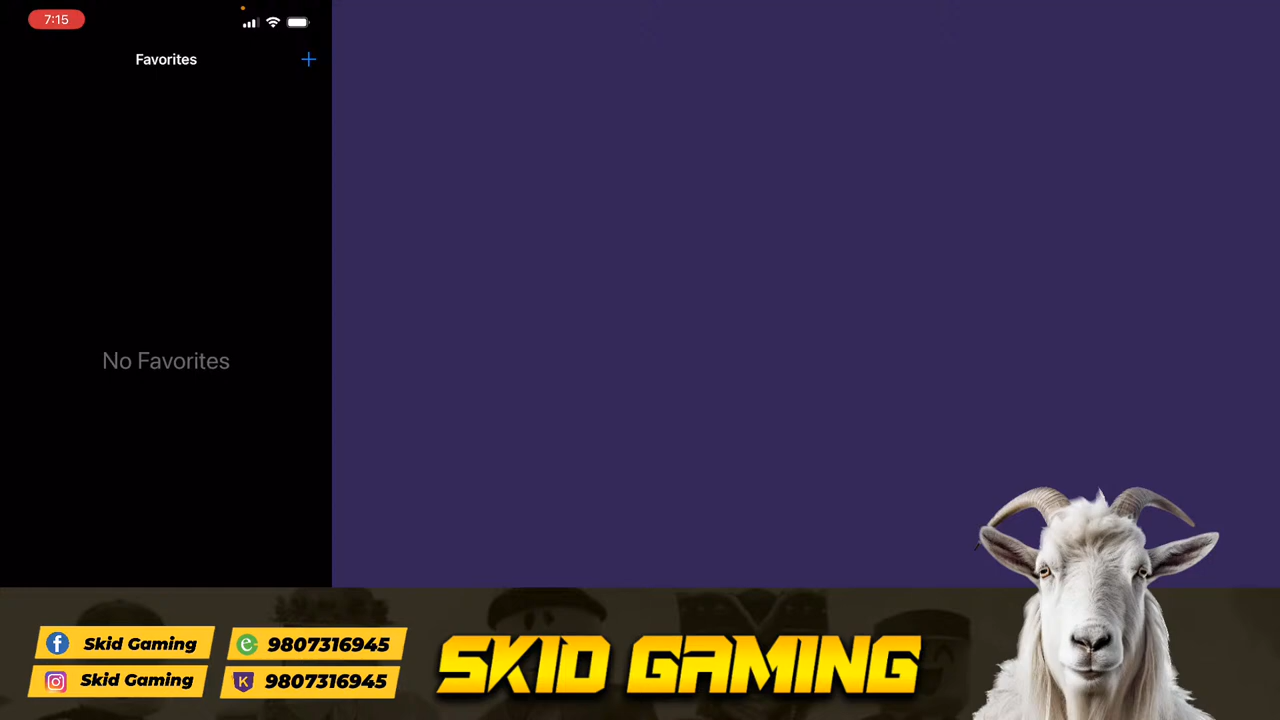 7:15
Favorites
No Favorites
Skid Gaming
9807316945
Skid Gaming
K 9807316945
SKID GAMING